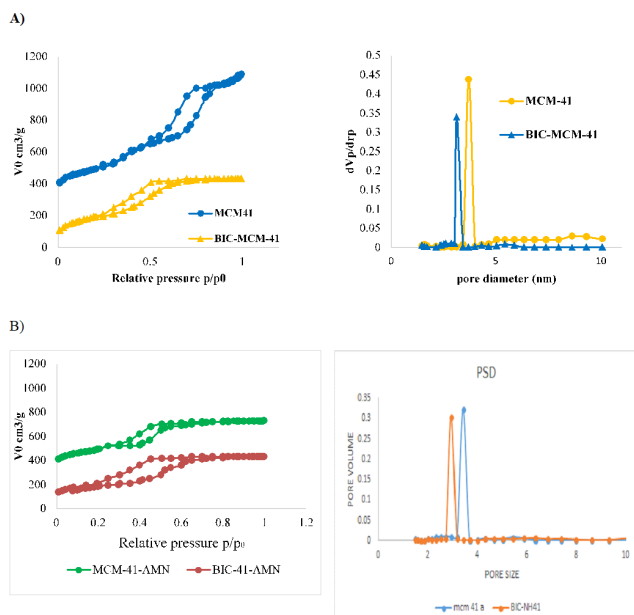 A)
1200
1000
800
600
400
200
0
0
0.5
1
V0 cm3/g
Relative pressure p/p0
MCM41
BIC-MCM-41
0.5
0.45
0.4
0.35
0.3
0.25
0.2
0.15
0.1
0.05
0
0
5
10
dVp/drp
pore diameter (nm)
MCM-41
BIC-MCM-41
B)
1200
1000
800
600
400
200
0
0
0.2
0.4
0.6
0.8
1
1.2
V0 cm3/g
Relative pressure p/p0
MCM-41-AMN
BIC-41-AMN
PSD
0.35
0.3
0.25
0.2
0.15
0.1
0.05
0
0
2
4
6
8
10
PORE VOLUME
PORE SIZE
mcm 41 a
BIC-NH41